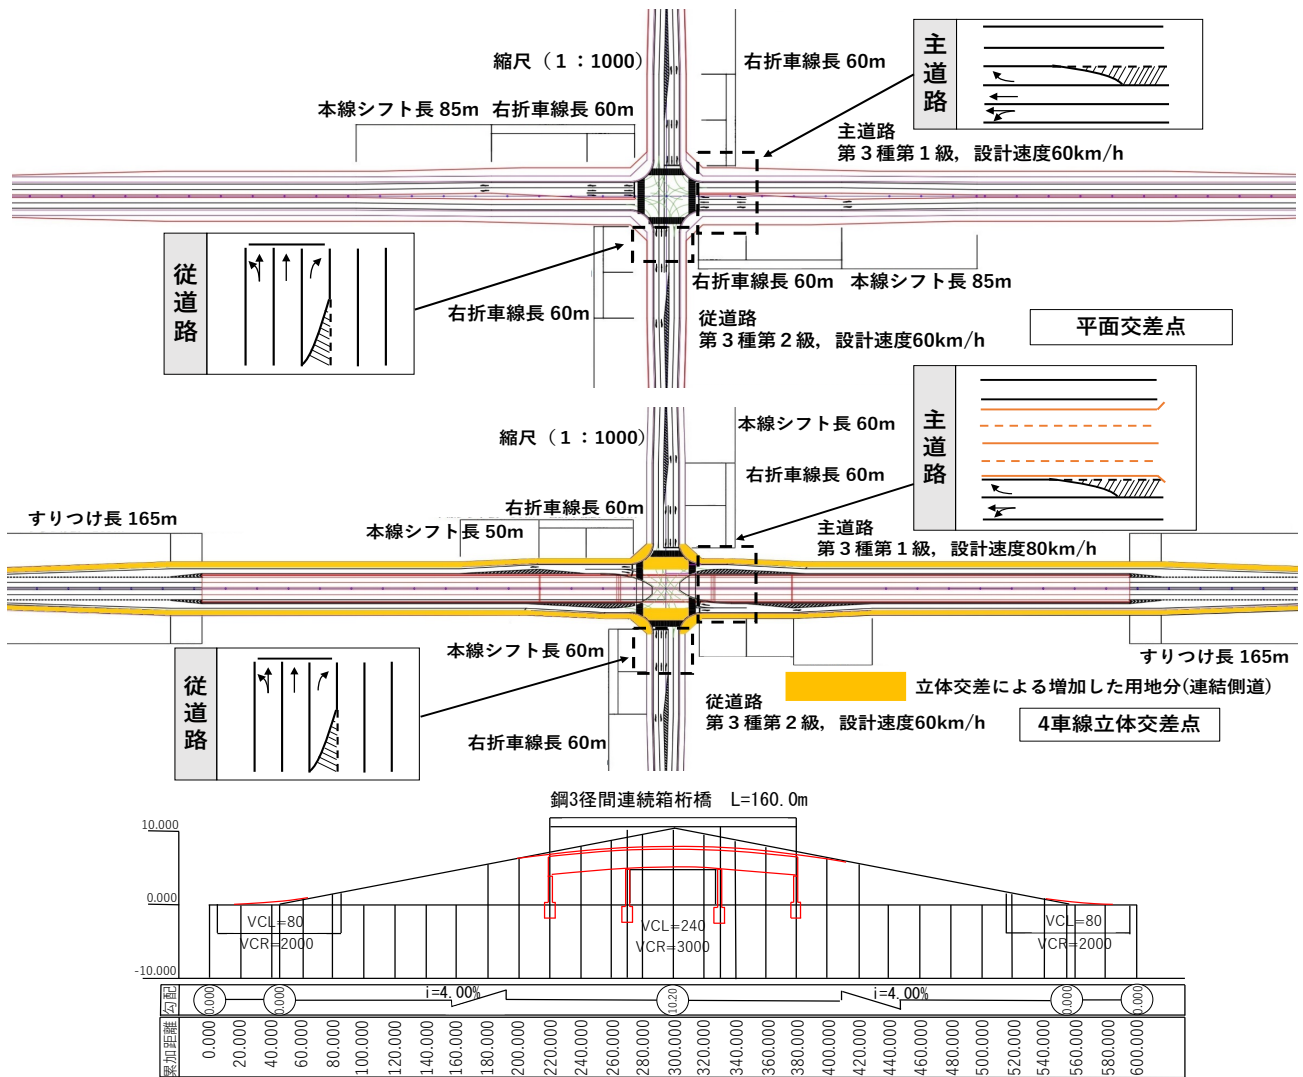 縮尺（１：1000）
右折車線長 60m
主道路
本線シフト長 85m
右折車線長 60m
主道路
第３種第１級，設計速度60km/h
従道路
右折車線長 60m
右折車線長 60m
本線シフト長 85m
従道路
第３種第２級，設計速度60km/h
平面交差点
縮尺（１：1000）
本線シフト長 60m
主道路
右折車線長 60m
右折車線長 60m
すりつけ長 165m
本線シフト長 50m
主道路
第３種第１級，設計速度80km/h
従道路
本線シフト長 60m
すりつけ長 165m
立体交差による増加した用地分(連結側道)
従道路
第３種第２級，設計速度60km/h
4車線立体交差点
右折車線長 60m
鋼3径間連続箱桁橋　L=160.0m
10.000
0.000
-10.000
VCL=80
VCR=2000
VCL=240
VCR=3000
VCL=80
VCR=2000
勾配
0.000
0.000
i=4.00%
10.20
i=4.00%
0.000
0.000
累加距離
0.000
20.000
40.000
60.000
80.000
100.000
120.000
140.000
160.000
180.000
200.000
220.000
240.000
260.000
280.000
300.000
320.000
340.000
360.000
380.000
400.000
420.000
440.000
460.000
480.000
500.000
520.000
540.000
560.000
580.000
600.000